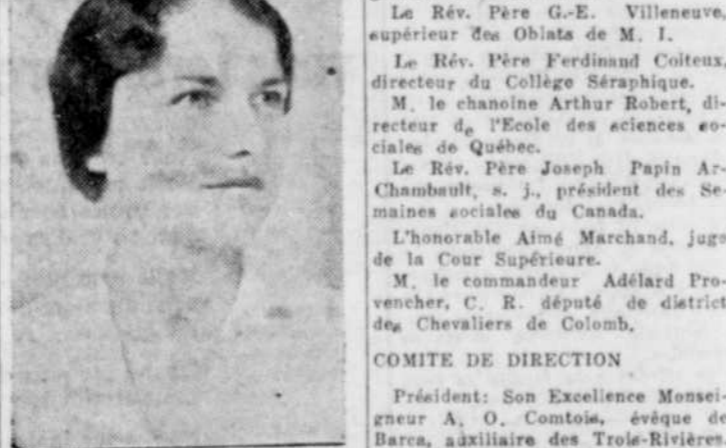 Le Rév. Père G.-E. Villeneuve,
supérieur des Oblats de M. I.
Le Rév. Père Ferdinand Coiteux,
directeur du Collège Séraphique.
M. le chanoine Arthur Robert, di-
recteur de l'Ecole des sciences so-
ciales de Québec.
Le Rév. Père Joseph Papin Ar-
Chambault, s. j., président des Se-
maines sociales du Canada.
L'honorable Aimé Marchand, juge
de la Cour Supérieure.
M. le commandeur Adélard Pro-
vencher, C. R. député de district
des Chevaliers de Colomb.
COMITE DE DIRECTION
Président: Son Excellence Monsei-
gneur A. O. Comtois, évêque de
Barca, auxiliaire des Trois-Rivières